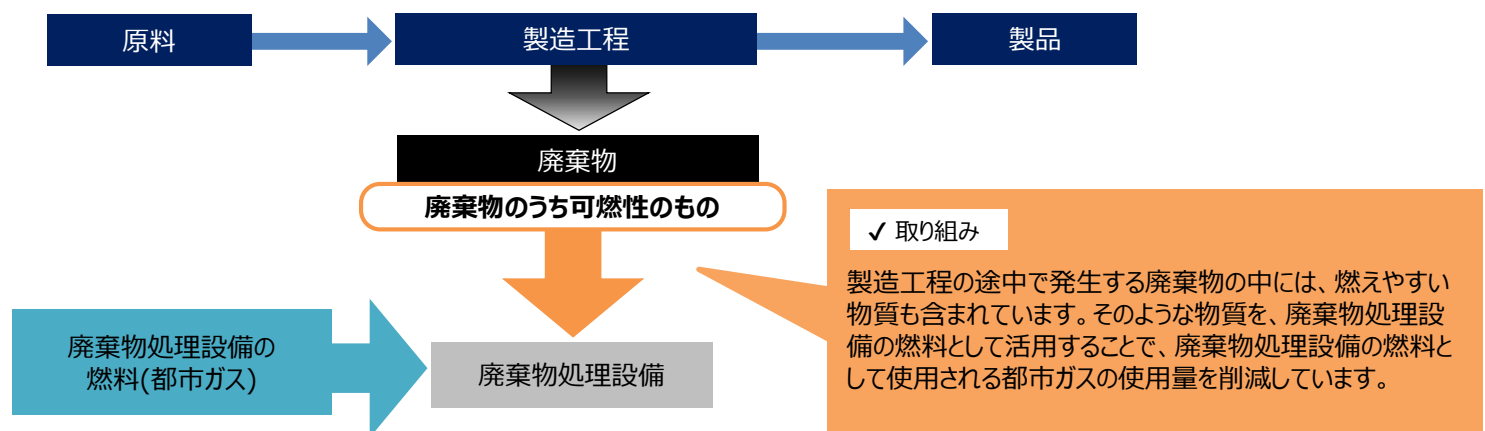 原料
製造工程
製品
廃棄物
廃棄物のうち可燃性のもの
✓ 取り組み
製造工程の途中で発生する廃棄物の中には、燃えやすい
物質も含まれています。そのような物質を、廃棄物処理設
備の燃料として活用することで、廃棄物処理設備の燃料と
して使用される都市ガスの使用量を削減しています。
廃棄物処理設備の
燃料(都市ガス)
廃棄物処理設備